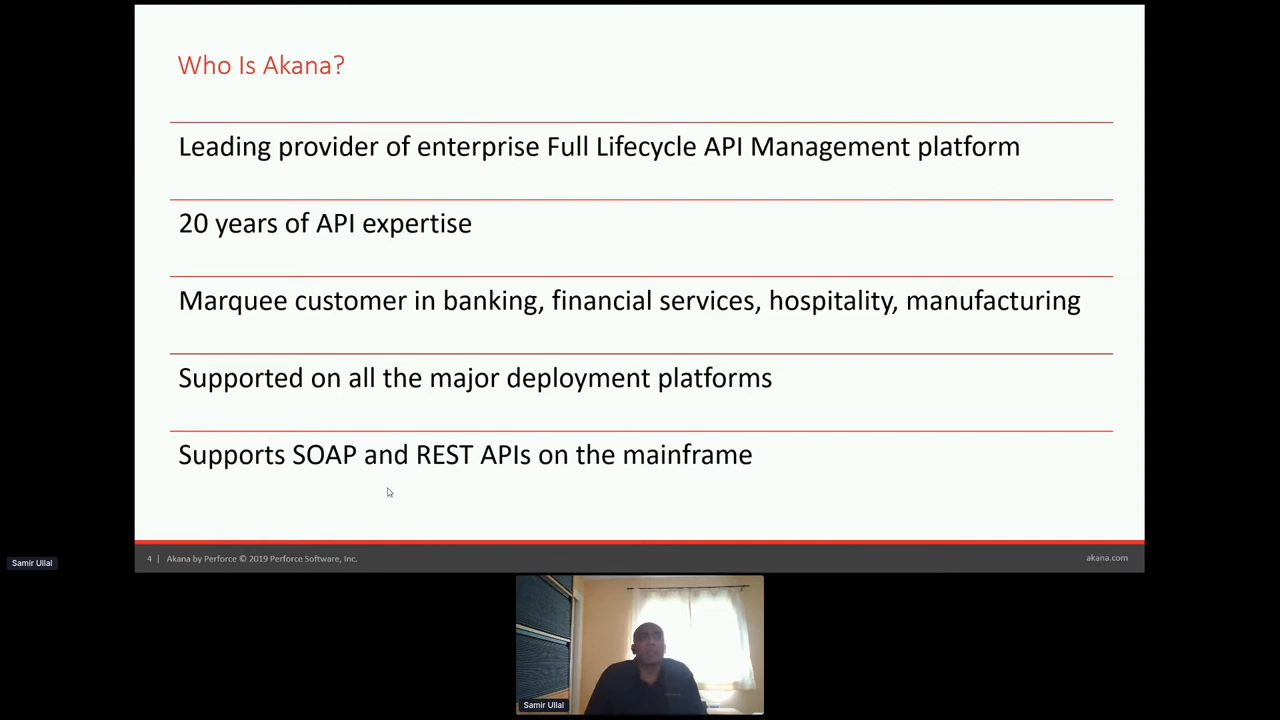 Who Is Akana?
Leading provider of enterprise Full Lifecycle API Management platform
20 years of API expertise
Marquee customer in banking, financial services, hospitality, manufacturing
Supported on all the major deployment platforms
Supports SOAP and REST APIs on the mainframe
4 | Akana by Perforce © 2019 Perforce Software, Inc.
akana.com
Samir Ullal
Samir Ullal